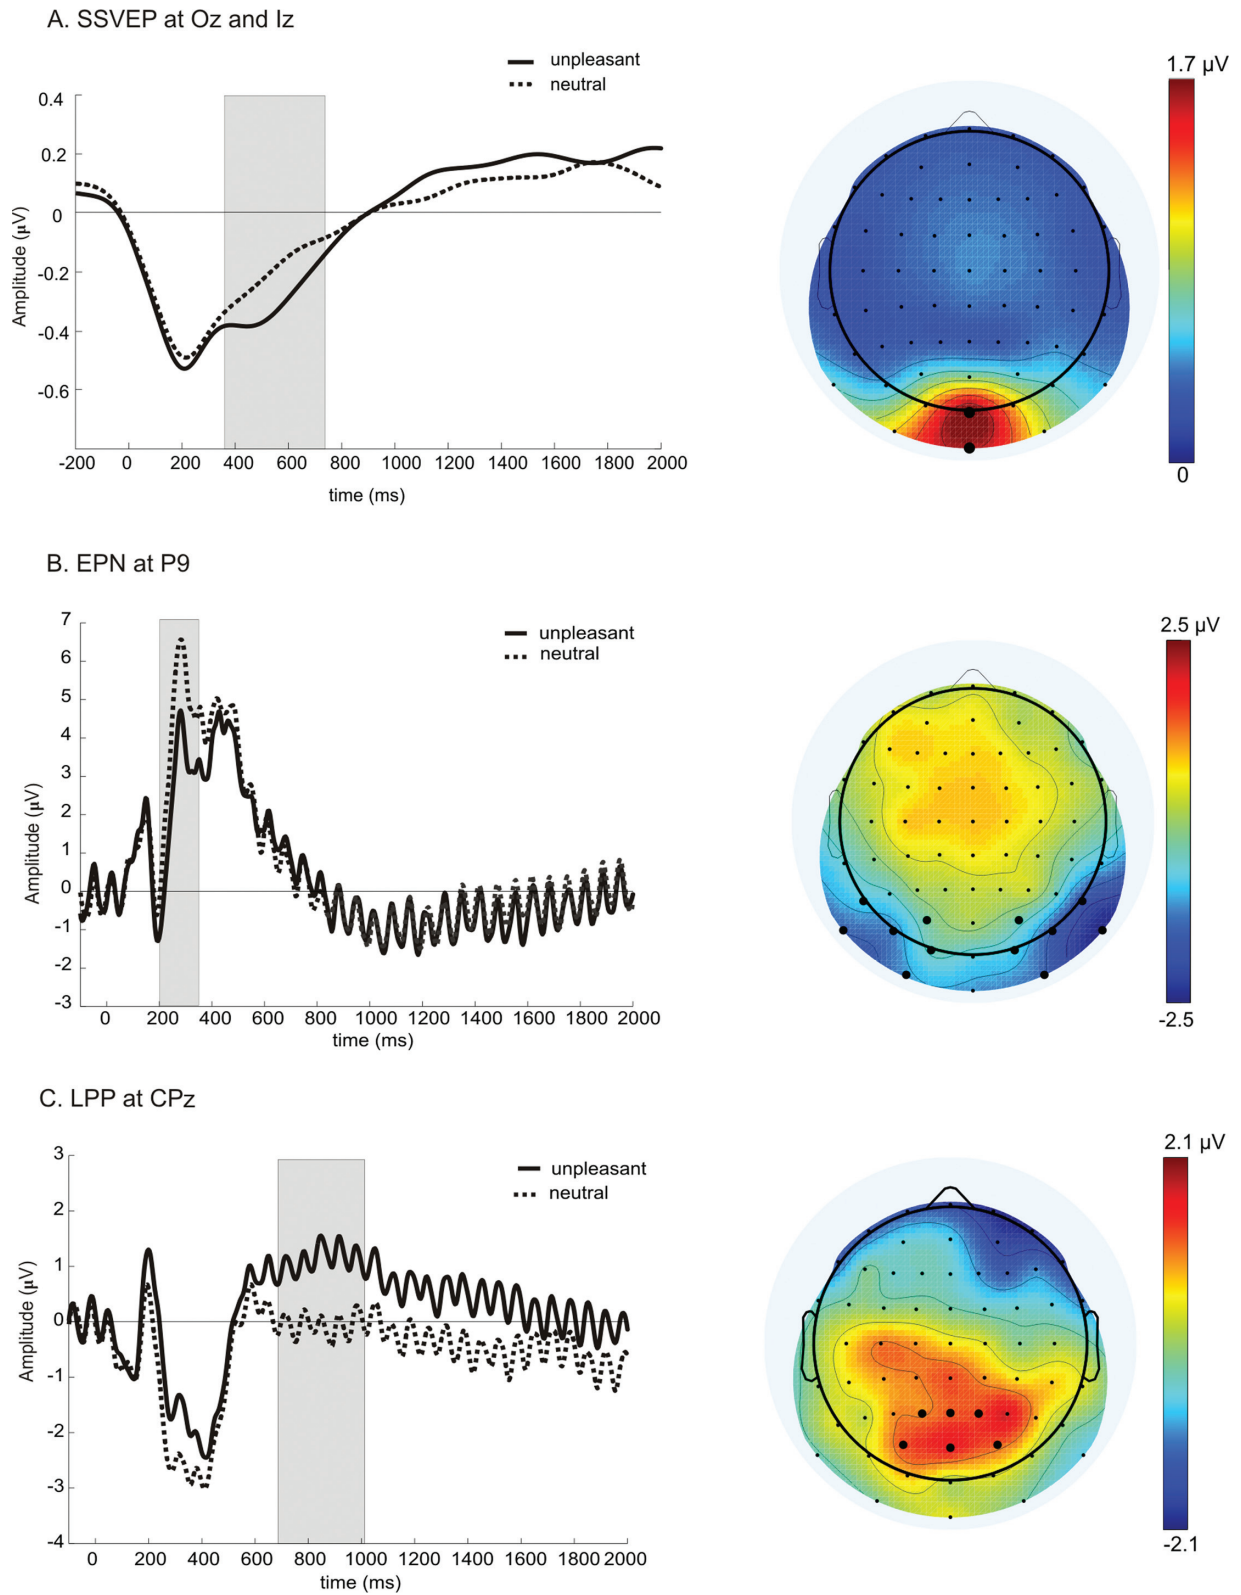 A. SSVEP at Oz and Iz
unpleasant
neutral
0.4
0.2
0
-0.2
-0.4
-0.6
Amplitude (μV)
-200 0 200 400 600 800 1000 1200 1400 1600 1800 2000
time (ms)
1.7 μV
0
B. EPN at P9
unpleasant
neutral
7
6
5
4
3
2
1
0
-1
-2
-3
Amplitude (μV)
0 200 400 600 800 1000 1200 1400 1600 1800 2000
time (ms)
2.5 μV
-2.5
C. LPP at CPz
unpleasant
neutral
3
2
1
0
-1
-2
-3
-4
Amplitude (μV)
0 200 400 600 800 1000 1200 1400 1600 1800 2000
time (ms)
2.1 μV
-2.1